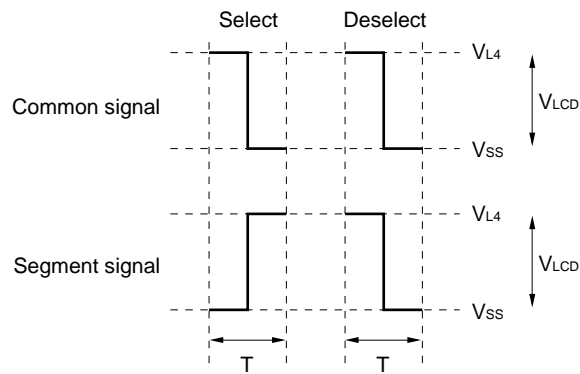 Select Deselect
VL4
Common signal
VLCD
VSS
VL4
Segment signal
VLCD
VSS
T T